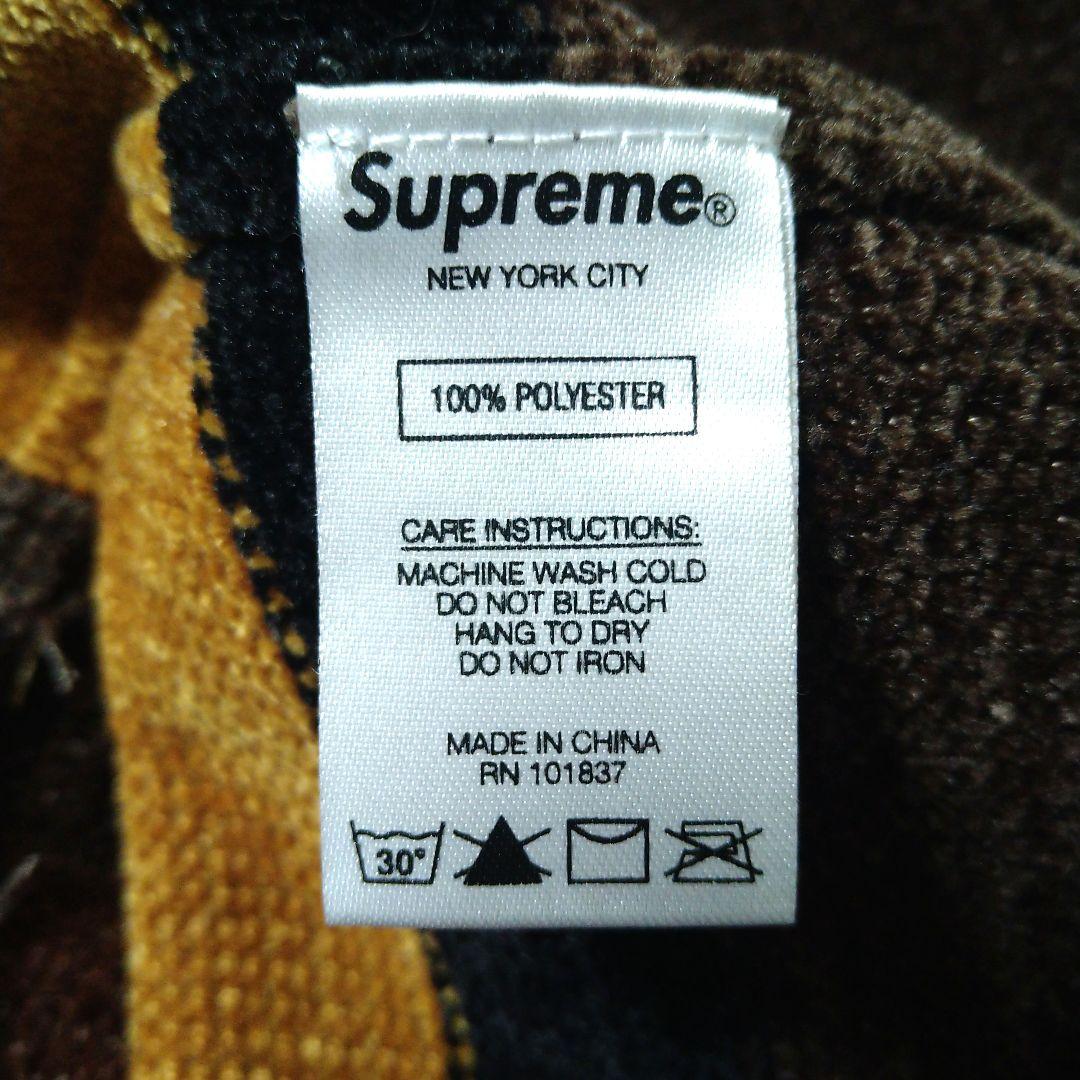 Supreme®
NEW YORK CITY
100% POLYESTER
CARE INSTRUCTIONS:
MACHINE WASH COLD
DO NOT BLEACH
HANG TO DRY
DO NOT IRON
MADE IN CHINA
RN 101837
30°